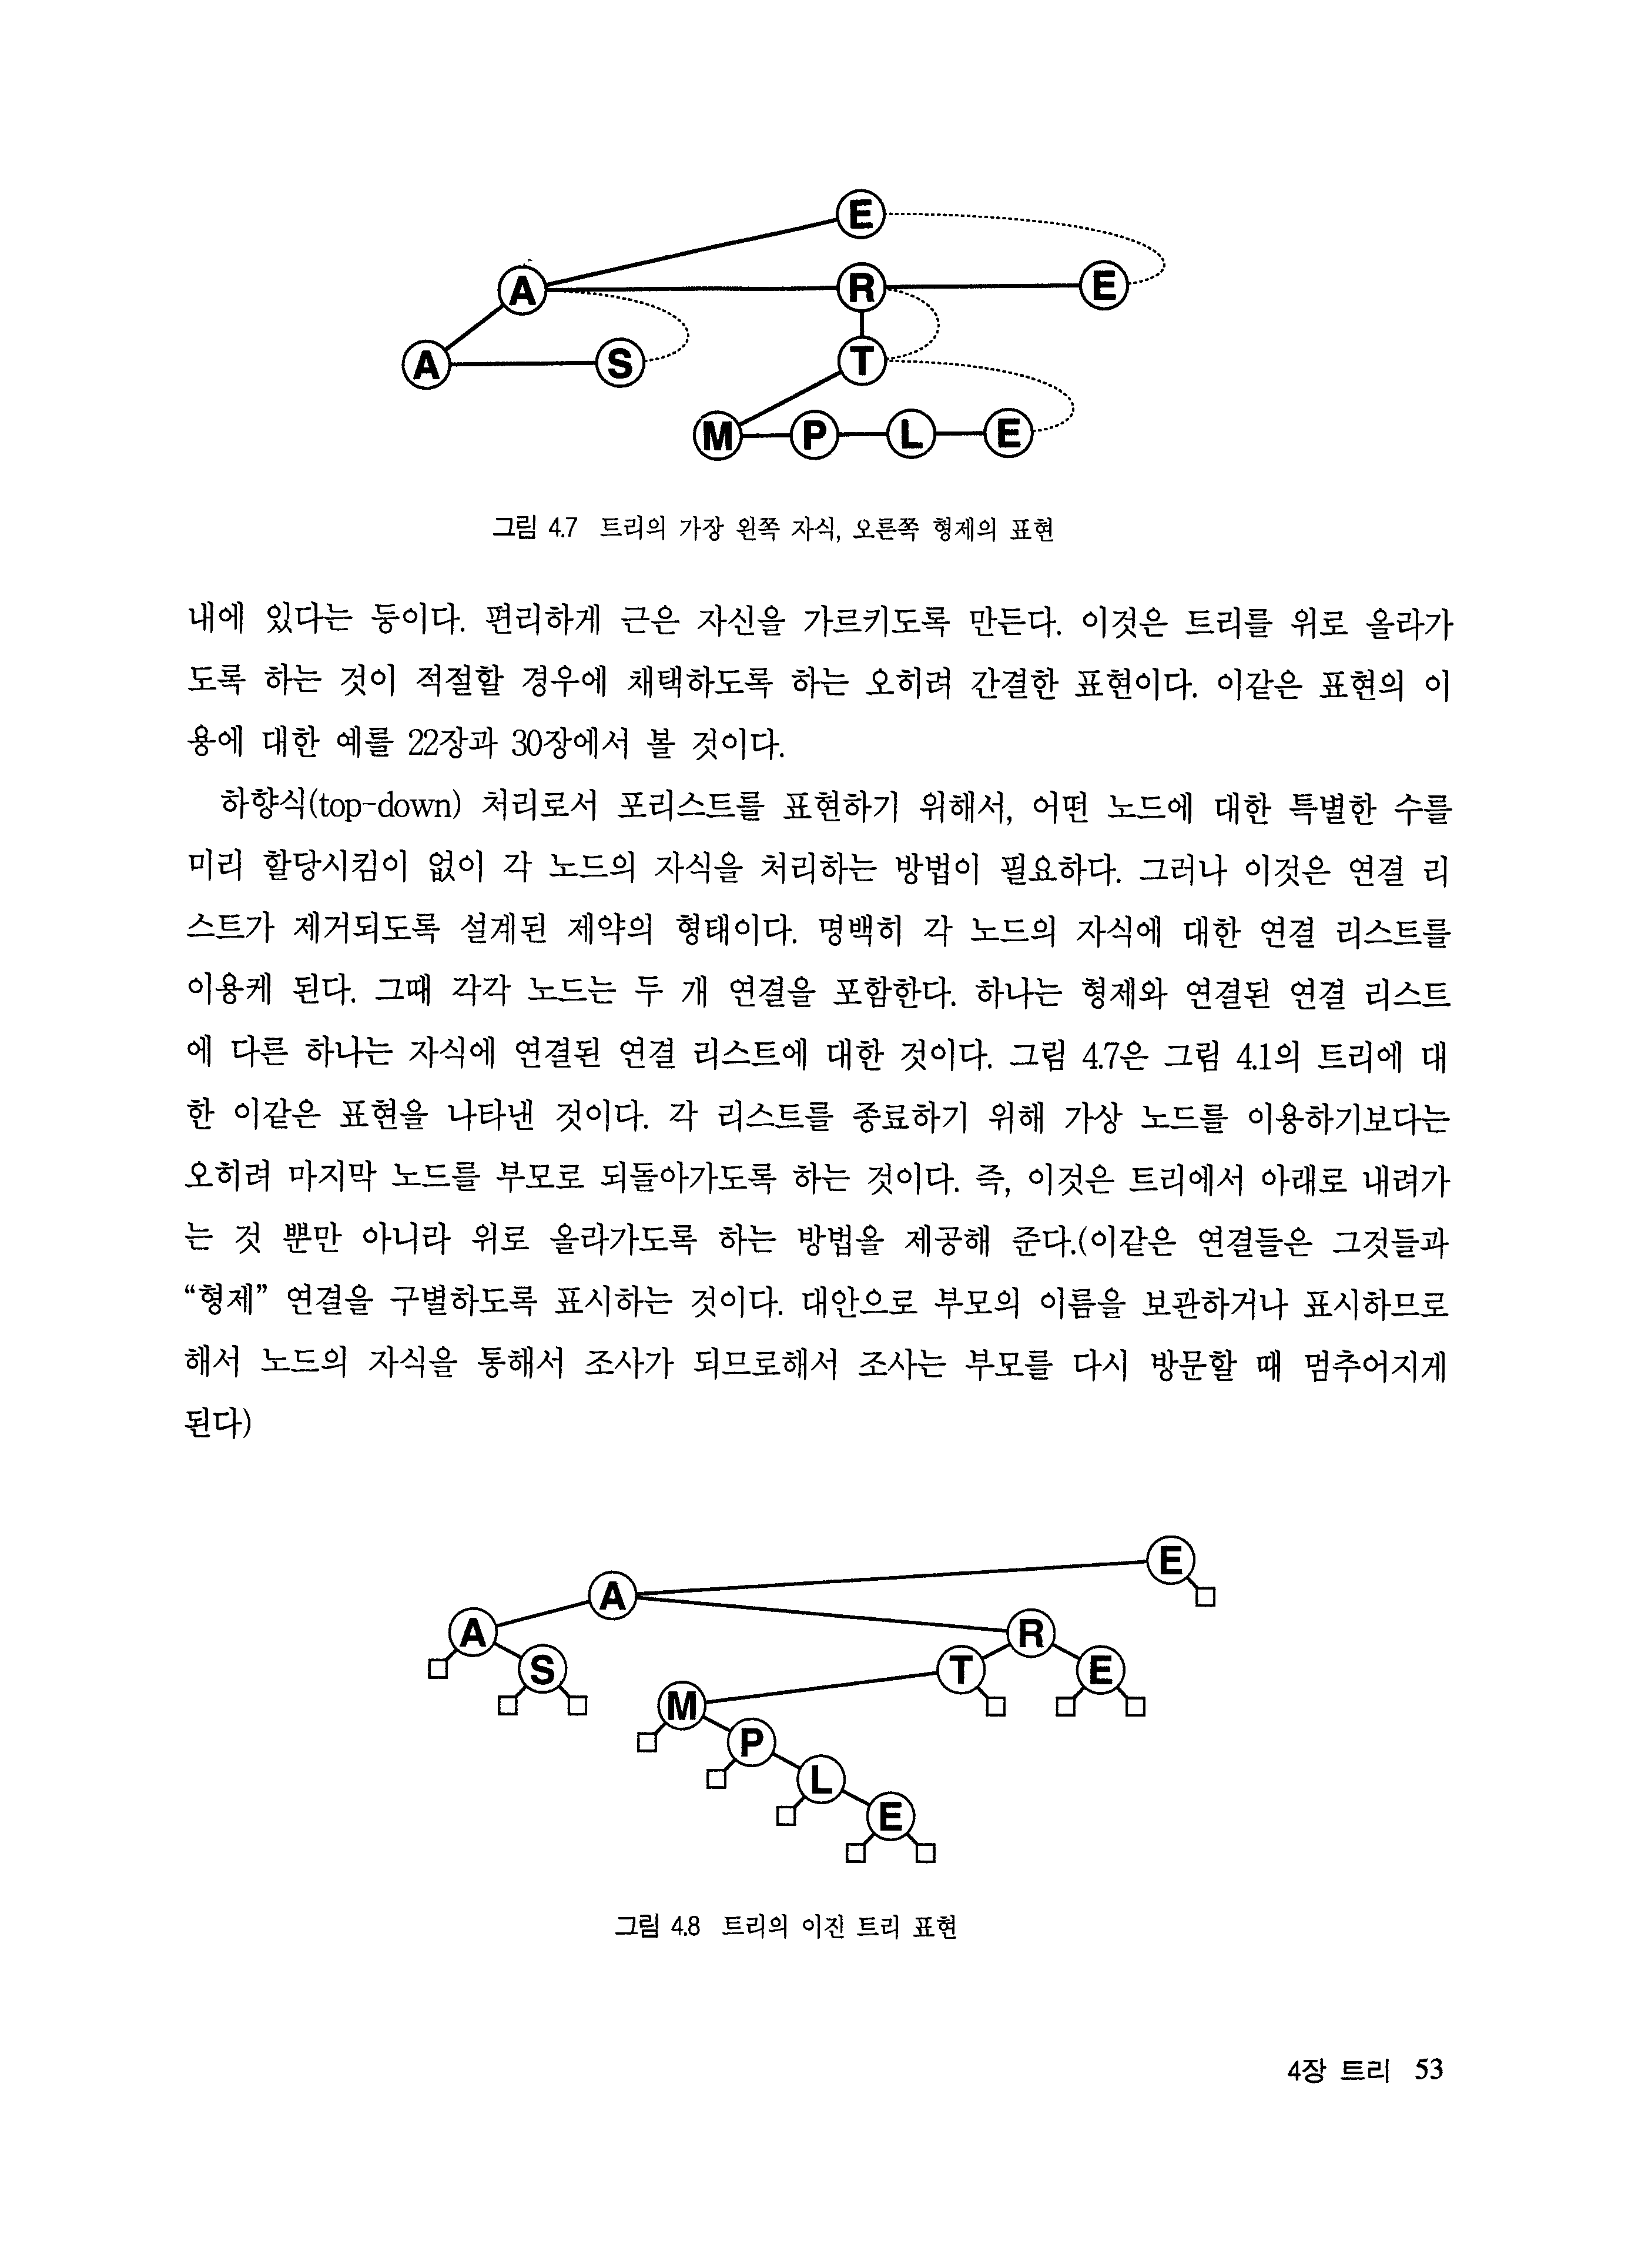 E
A R E
A S T
M P L E
그림 4.7 트리의 가장 왼쪽 자식, 오른쪽 형제의 표현
내에 있다는 등이다. 편리하게 근은 자신을 가르키도록 만든다. 이것은 트리를 위로 올라가
도록 하는 것이 적절할 경우에 채택하도록 하는 오히려 간결한 표현이다. 이같은 표현의 이
용에 대한 예를 22장과 30장에서 볼 것이다.
하향식(top-down) 처리로서 포리스트를 표현하기 위해서, 어떤 노드에 대한 특별한 수를
미리 할당시킴이 없이 각 노드의 자식을 처리하는 방법이 필요하다. 그러나 이것은 연결 리
스트가 제거되도록 설계된 제약의 형태이다. 명백히 각 노드의 자식에 대한 연결 리스트를
이용케 된다. 그때 각각 노드는 두 개 연결을 포함한다. 하나는 형제와 연결된 연결 리스트
에 다른 하나는 자식에 연결된 연결 리스트에 대한 것이다. 그림 4.7은 그림 4.1의 트리에 대
한 이같은 표현을 나타낸 것이다. 각 리스트를 종료하기 위해 가상 노드를 이용하기보다는
오히려 마지막 노드를 부모로 되돌아가도록 하는 것이다. 즉, 이것은 트리에서 아래로 내려가
는 것 뿐만 아니라 위로 올라가도록 하는 방법을 제공해 준다.(이같은 연결들은 그것들과
“형제” 연결을 구별하도록 표시하는 것이다. 대안으로 부모의 이름을 보관하거나 표시하므로
해서 노드의 자식을 통해서 조사가 되므로해서 조사는 부모를 다시 방문할 때 멈추어지게
된다)
E
A
A R
S T E
M
P
L
E
그림 4.8 트리의 이진 트리 표현
4장 트리 53